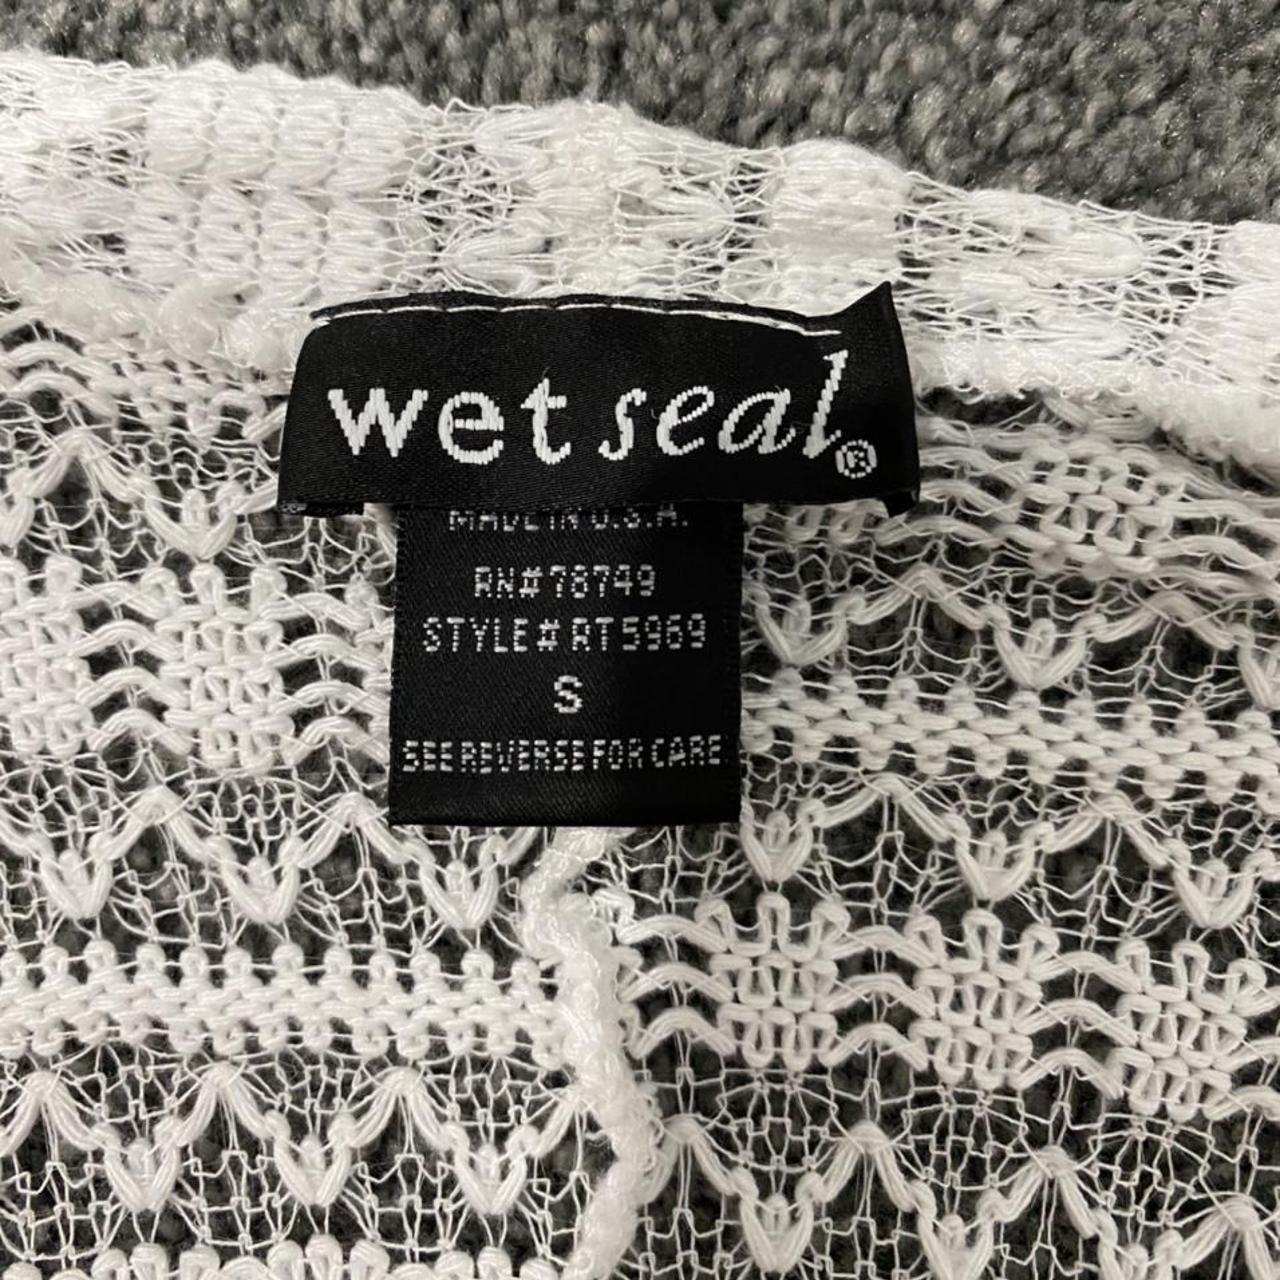 wet seal®
MADE IN U.S.A.
RN# 78749
STYLE# RT5969
S
SEE REVERSE FOR CARE